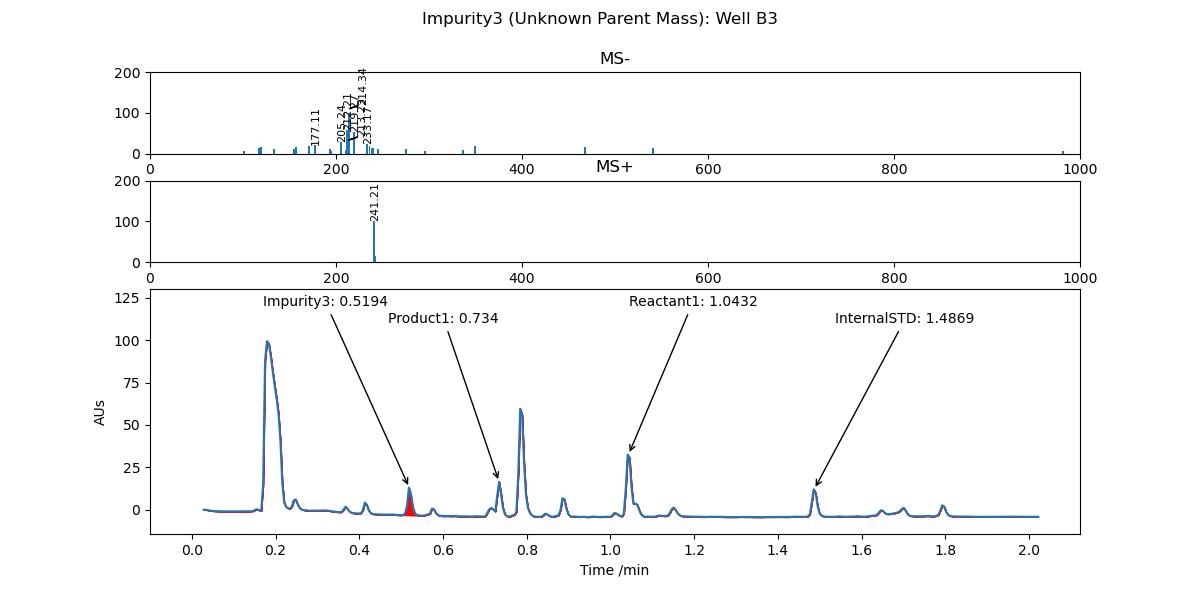 Impurity3 (Unknown Parent Mass): Well B3
MS-
200
100
0
177.11
205.24
214.34
233.17
0 200 400 600 800 1000
MS+
200
100
0
241.21
0 200 400 600 800 1000
Impurity3: 0.5194
Reactant1: 1.0432
Product1: 0.734
InternalSTD: 1.4869
125
100
75
50
25
0
AUs
0.0 0.2 0.4 0.6 0.8 1.0 1.2 1.4 1.6 1.8 2.0
Time /min